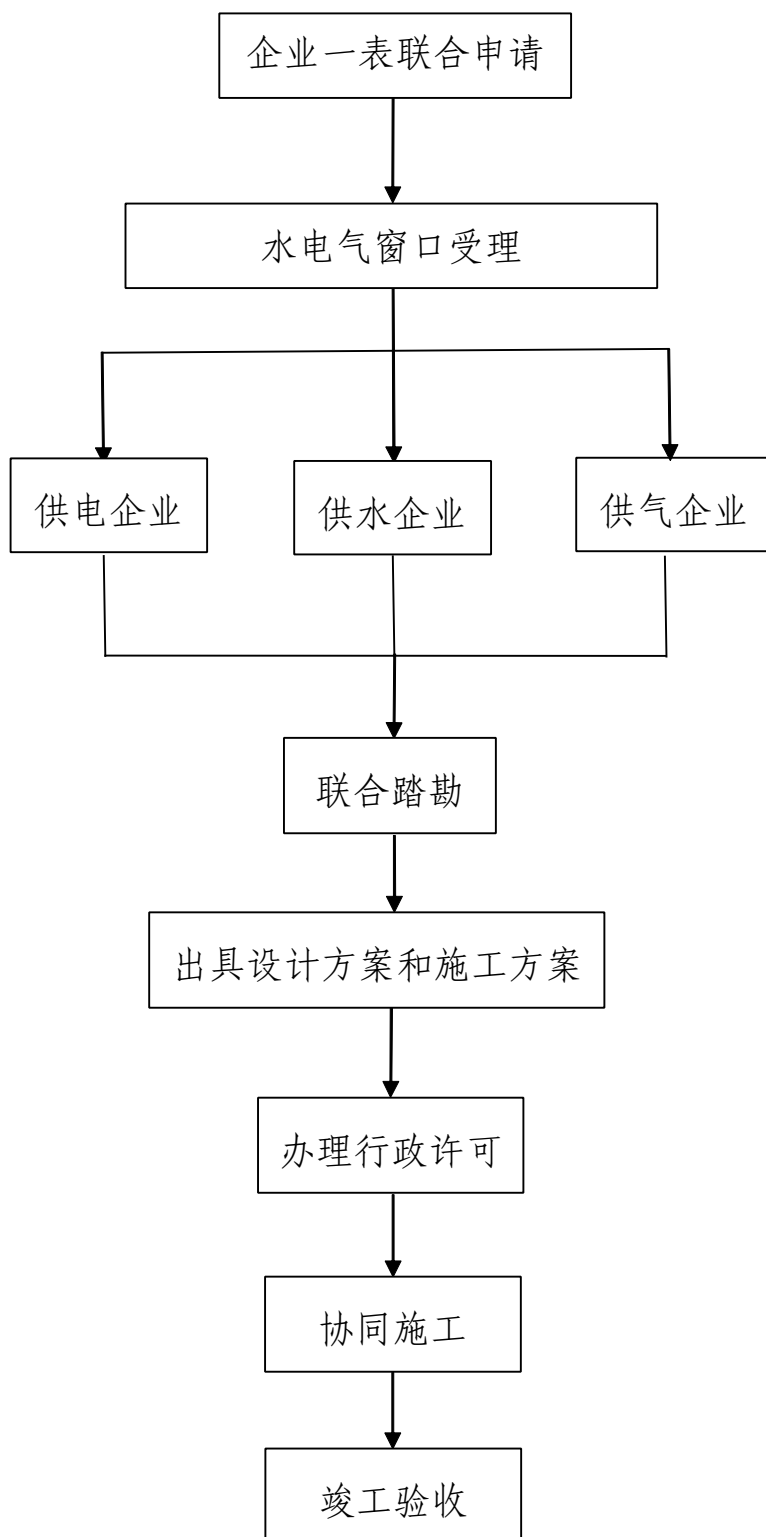 企业一表联合申请
水电气窗口受理
供电企业
供水企业
供气企业
联合踏勘
出具设计方案和施工方案
办理行政许可
协同施工
竣工验收